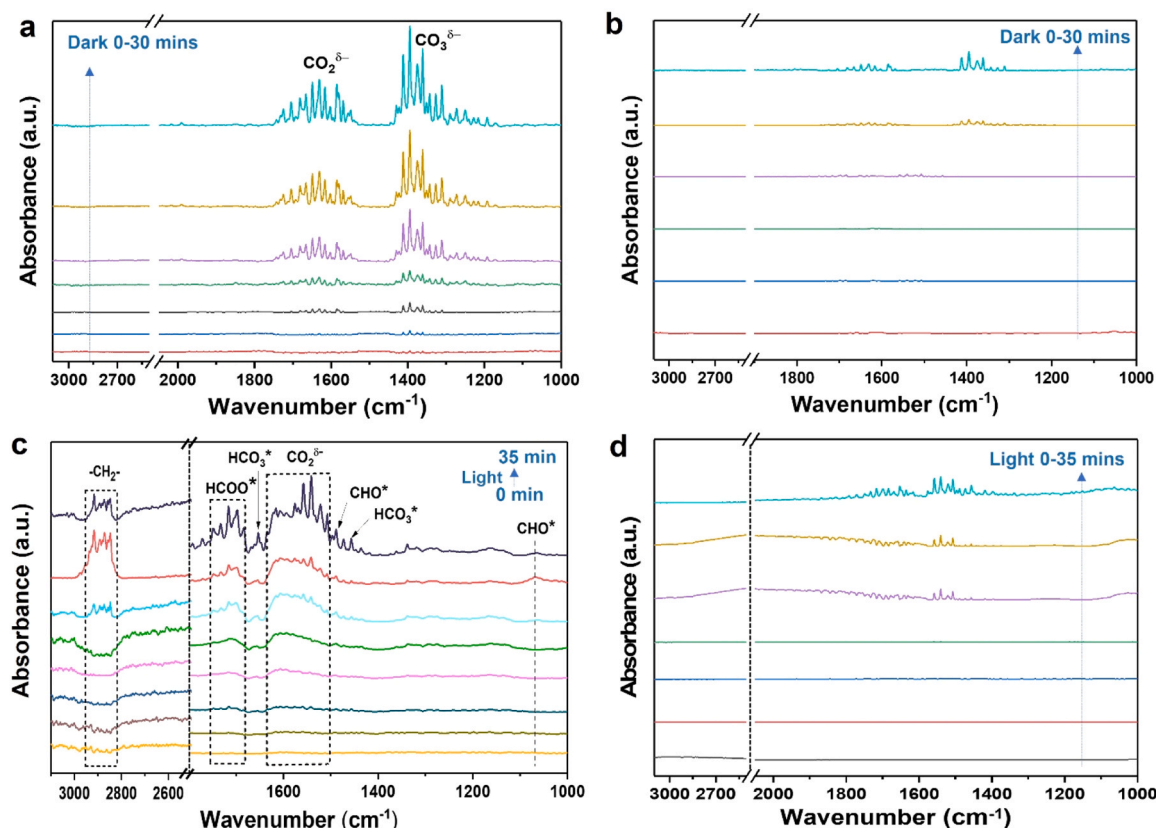 a
Dark 0-30 mins
CO₂^δ−
CO₃^δ−
Absorbance (a.u.)
3000 2700 2000 1800 1600 1400 1200 1000
Wavenumber (cm⁻¹)
b
Dark 0-30 mins
Absorbance (a.u.)
3000 2700 1800 1600 1400 1200 1000
Wavenumber (cm⁻¹)
c
35 min
Light
0 min
-CH₂-
HCOO*
HCO₃*
CO₂^δ-
CHO*
HCO₃*
CHO*
Absorbance (a.u.)
3000 2800 2600 1600 1400 1200 1000
Wavenumber (cm⁻¹)
d
Light 0-35 mins
Absorbance (a.u.)
3000 2700 2000 1800 1600 1400 1200 1000
Wavenumber (cm⁻¹)